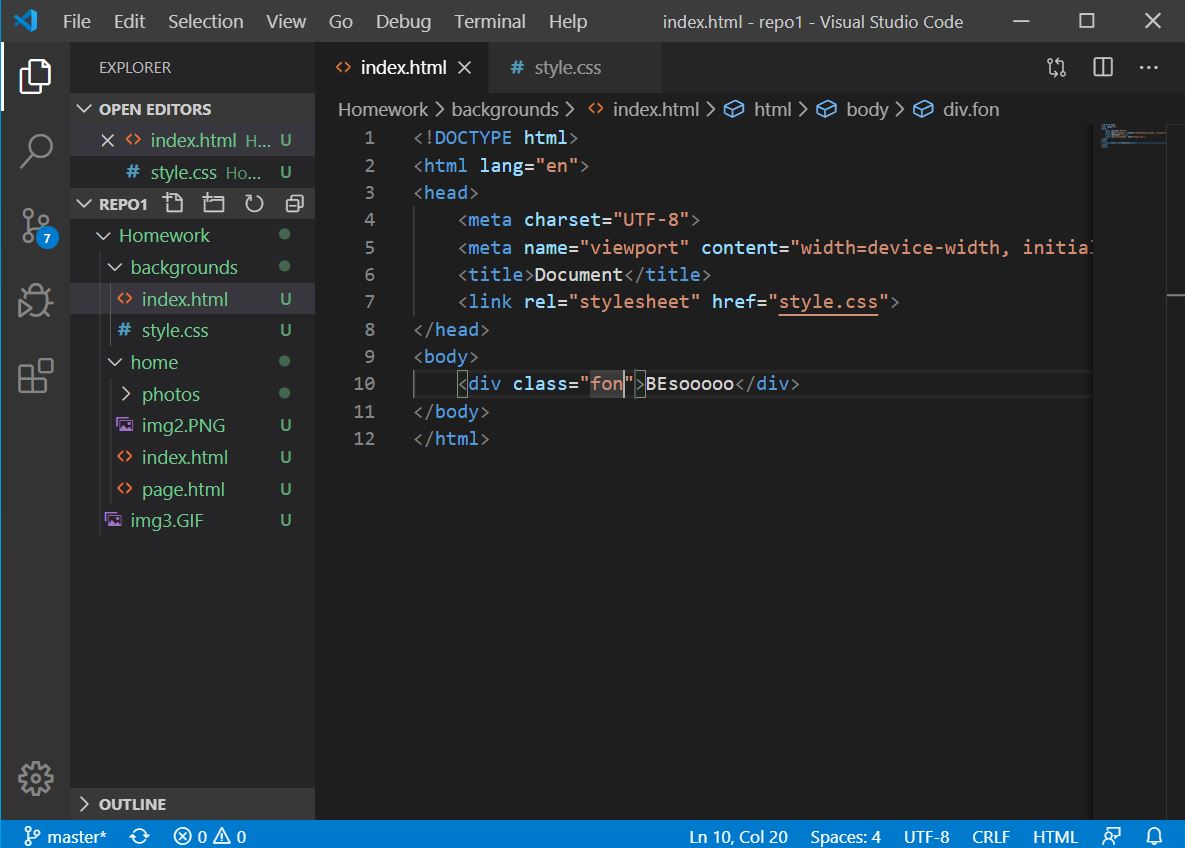 File Edit Selection View Go Debug Terminal Help index.html - repo1 - Visual Studio Code
EXPLORER
OPEN EDITORS
index.html H... U
style.css Ho... U
REPO1
Homework
backgrounds
index.html U
style.css U
home
photos
img2.PNG U
index.html U
page.html U
img3.GIF U
OUTLINE
7
index.html style.css
Homework > backgrounds > index.html > html > body > div.fon
1 <!DOCTYPE html>
2 <html lang="en">
3 <head>
4 <meta charset="UTF-8">
5 <meta name="viewport" content="width=device-width, initial
6 <title>Document</title>
7 <link rel="stylesheet" href="style.css">
8 </head>
9 <body>
10 <div class="fon">BEsooooo</div>
11 </body>
12 </html>
master* 0 0 Ln 10, Col 20 Spaces: 4 UTF-8 CRLF HTML